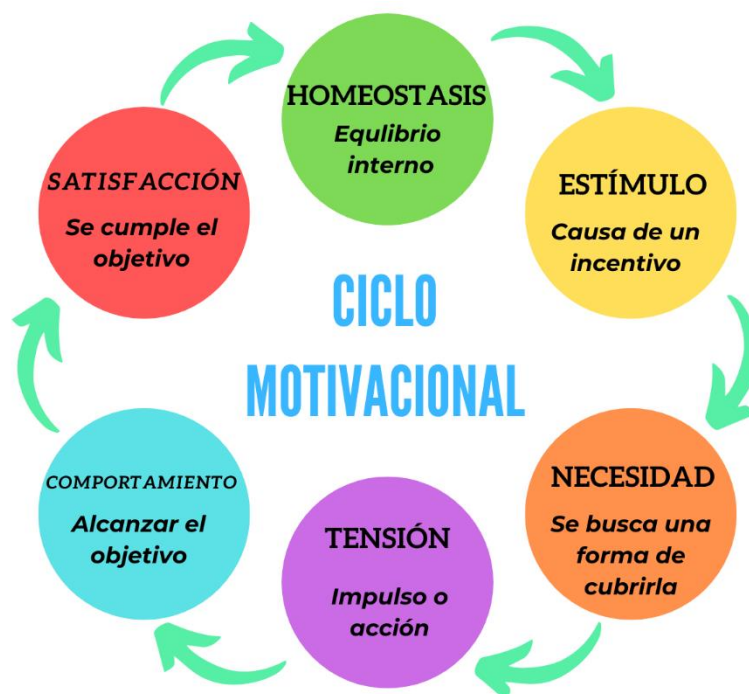 HOMEOSTASIS
Equlibrio
interno
ESTÍMULO
Causa de un
incentivo
NECESIDAD
Se busca una
forma de
cubrirla
TENSIÓN
Impulso o
acción
COMPORTAMIENTO
Alcanzar el
objetivo
SATISFACCIÓN
Se cumple el
objetivo
CICLO
MOTIVACIONAL